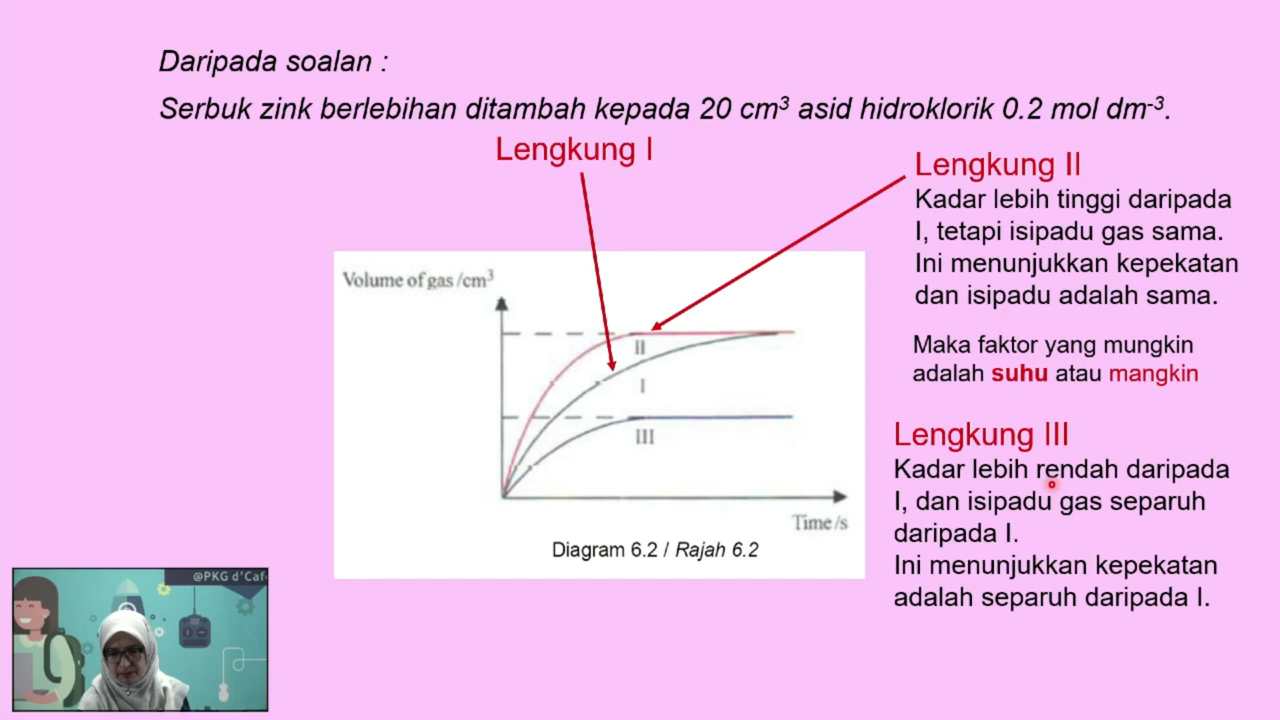 Daripada soalan :
Serbuk zink berlebihan ditambah kepada 20 cm³ asid hidroklorik 0.2 mol dm⁻³.
Lengkung I
Lengkung II
Kadar lebih tinggi daripada
I, tetapi isipadu gas sama.
Ini menunjukkan kepekatan
dan isipadu adalah sama.
Maka faktor yang mungkin
adalah suhu atau mangkin
Volume of gas /cm³
II
I
III
Time /s
Diagram 6.2 / Rajah 6.2
Lengkung III
Kadar lebih rendah daripada
I, dan isipadu gas separuh
daripada I.
Ini menunjukkan kepekatan
adalah separuh daripada I.
@PKG d'Caf